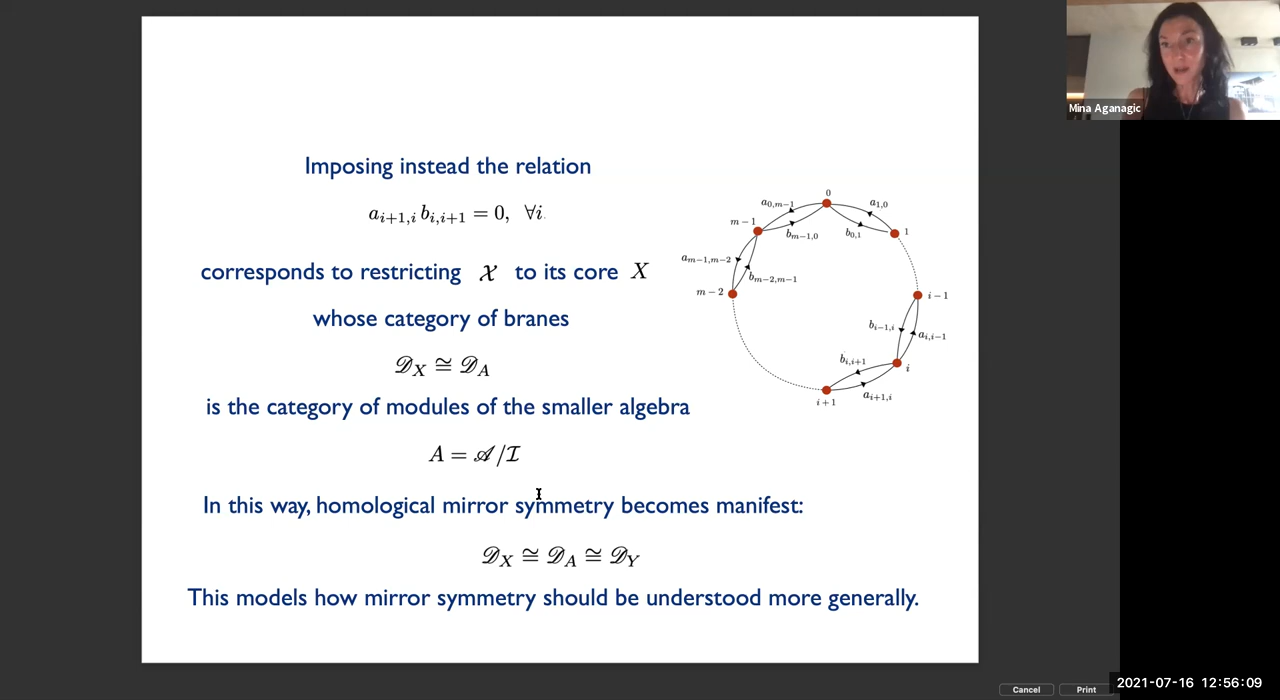 Imposing instead the relation
a_{i+1,i} b_{i,i+1} = 0, ∀i.
corresponds to restricting 𝒳 to its core X
whose category of branes
𝒟_X ≅ 𝒟_A
is the category of modules of the smaller algebra
A = 𝒜/ℐ
In this way, homological mirror symmetry becomes manifest:
𝒟_X ≅ 𝒟_A ≅ 𝒟_Y
This models how mirror symmetry should be understood more generally.
0
a_{0,m−1}
a_{1,0}
m − 1
b_{m−1,0}
b_{0,1}
1
a_{m−1,m−2}
b_{m−2,m−1}
m − 2
i − 1
b_{i−1,i}
a_{i,i−1}
b_{i,i+1}
i
i + 1
a_{i+1,i}
Mina Aganagic
Cancel
Print
2021-07-16 12:56:09